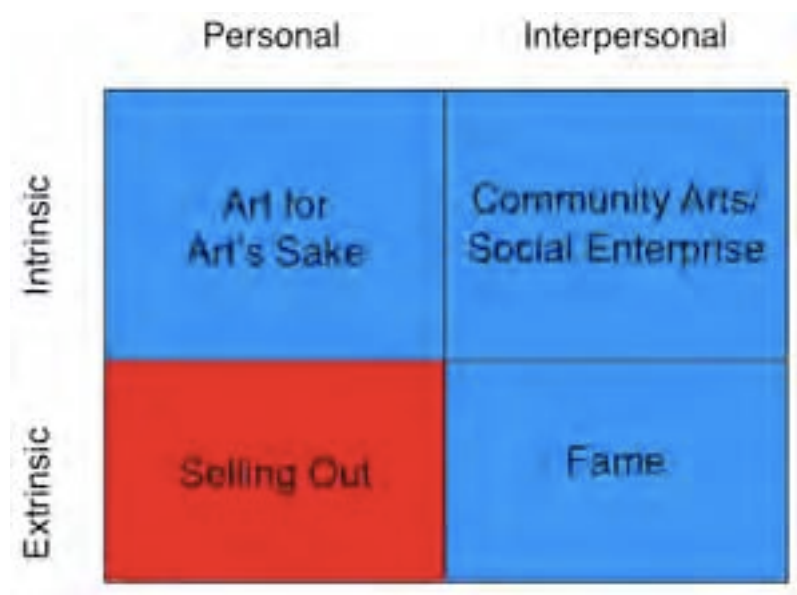 Personal
Interpersonal
Intrinsic
Art for
Art's Sake
Community Arts/
Social Enterprise
Extrinsic
Selling Out
Fame